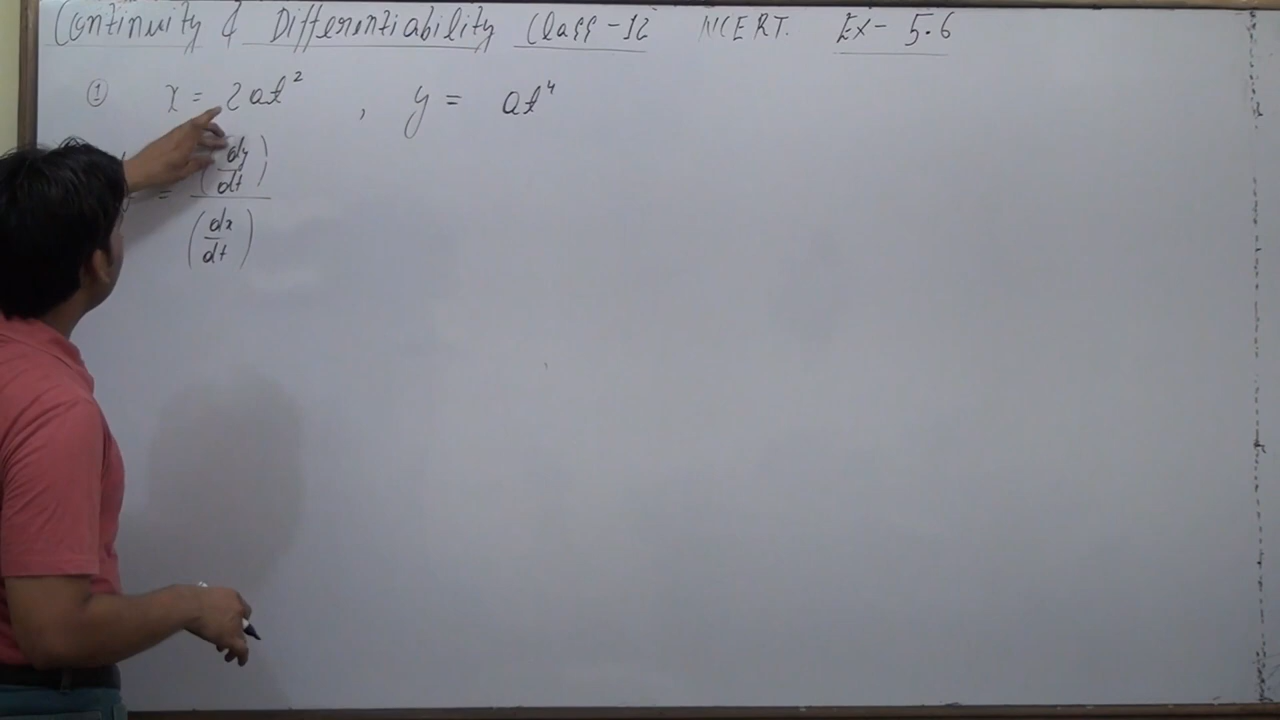 Continuity & Differentiability Class-12 NCERT. Ex- 5.6
① x = 2at² , y = at⁴
= (dy/dt) / (dx/dt)